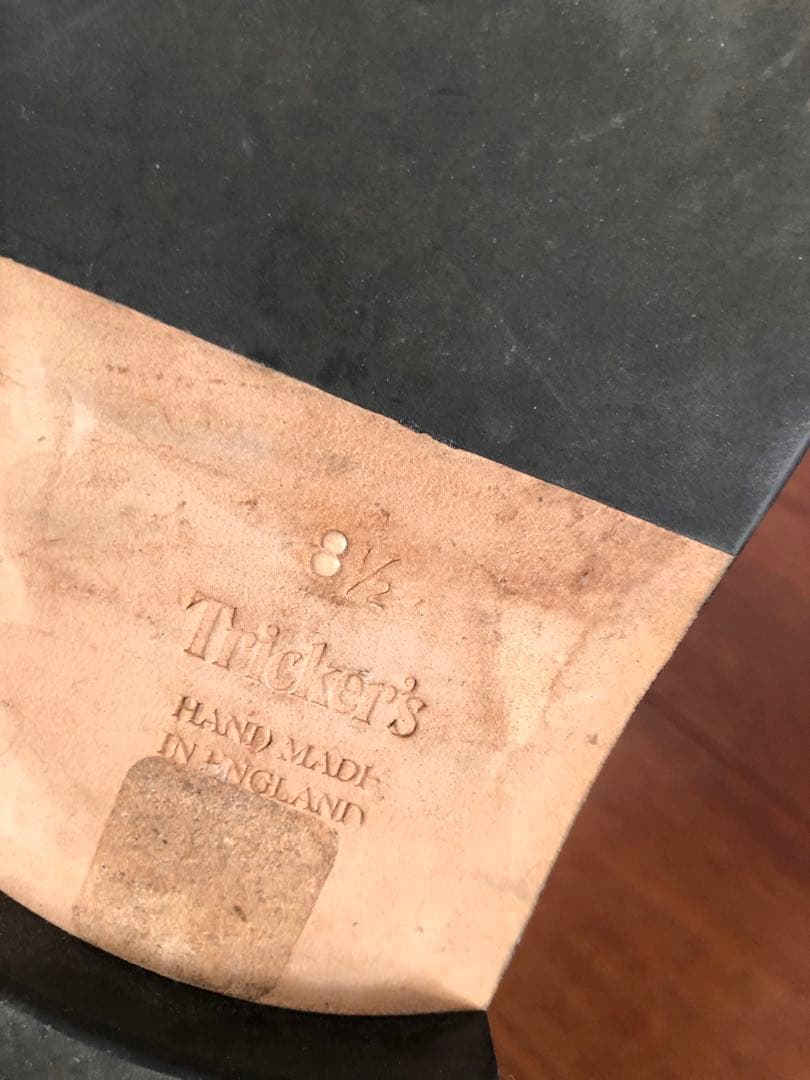 8½
Tricker's
HAND MADE
IN ENGLAND